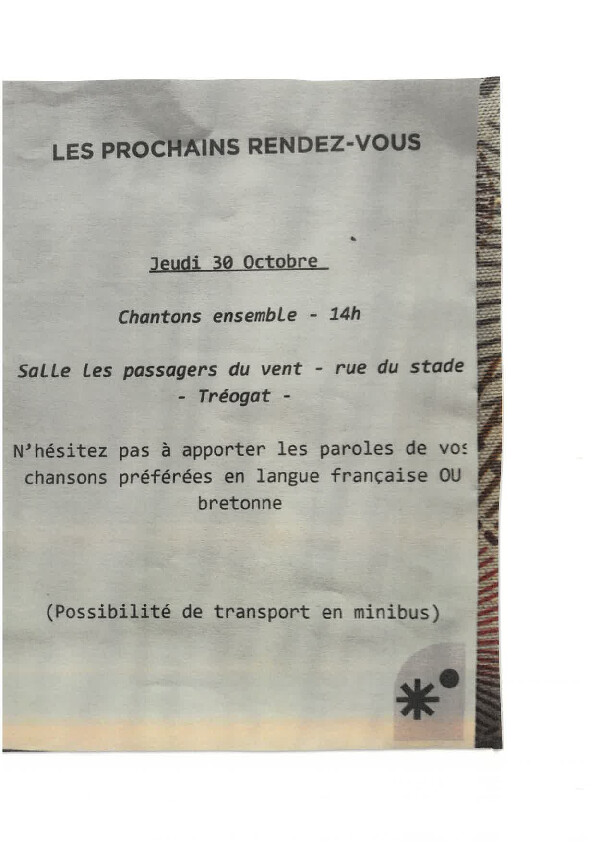 LES PROCHAINS RENDEZ-VOUS
Jeudi 30 Octobre
Chantons ensemble - 14h
Salle les passagers du vent - rue du stade
- Tréogat -
N'hésitez pas à apporter les paroles de vos
chansons préférées en langue française OU
bretonne
(Possibilité de transport en minibus)